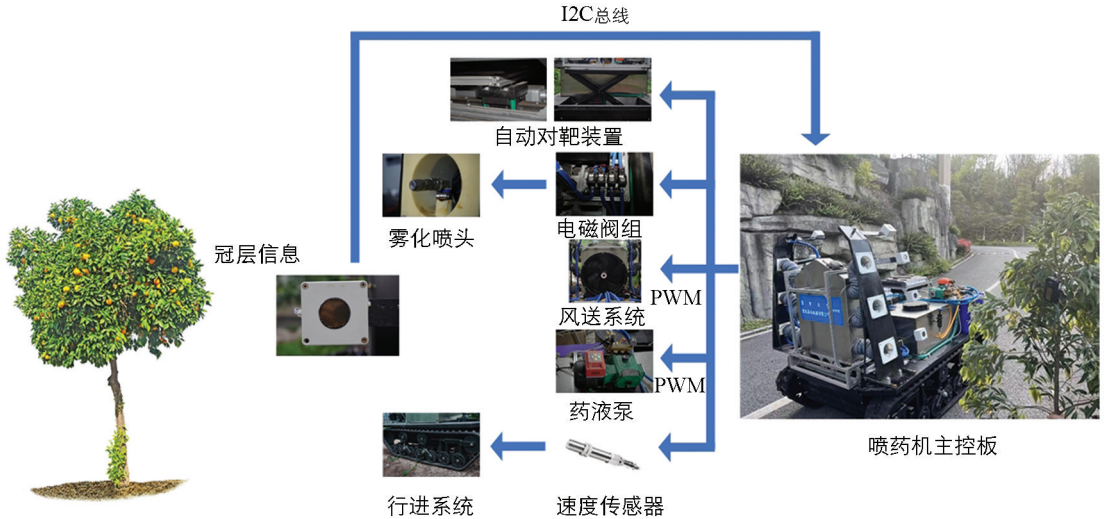 I2C总线
自动对靶装置
雾化喷头
电磁阀组
冠层信息
PWM
风送系统
PWM
药液泵
喷药机主控板
行进系统
速度传感器